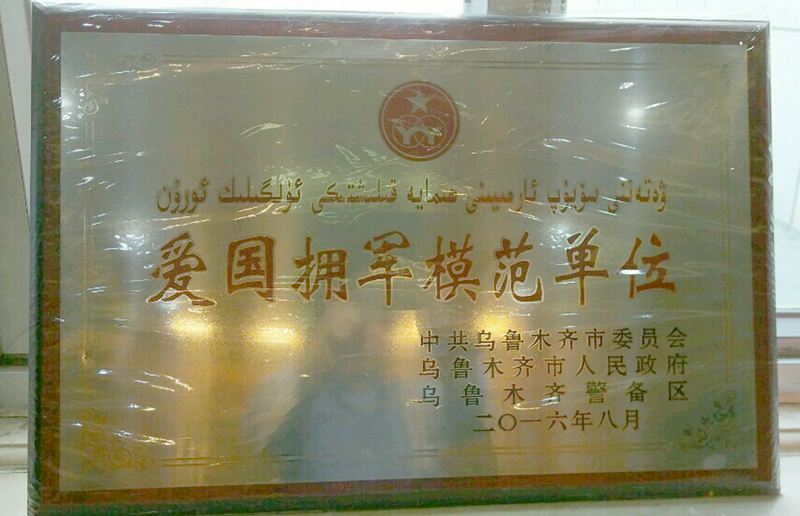 ۋەتەننى سۆيۈپ ئارمىيىنى ھىمايە قىلىشتىكى ئۈلگىلىك ئورۇن
爱国拥军模范单位
中共乌鲁木齐市委员会
乌鲁木齐市人民政府
乌鲁木齐警备区
二〇一六年八月